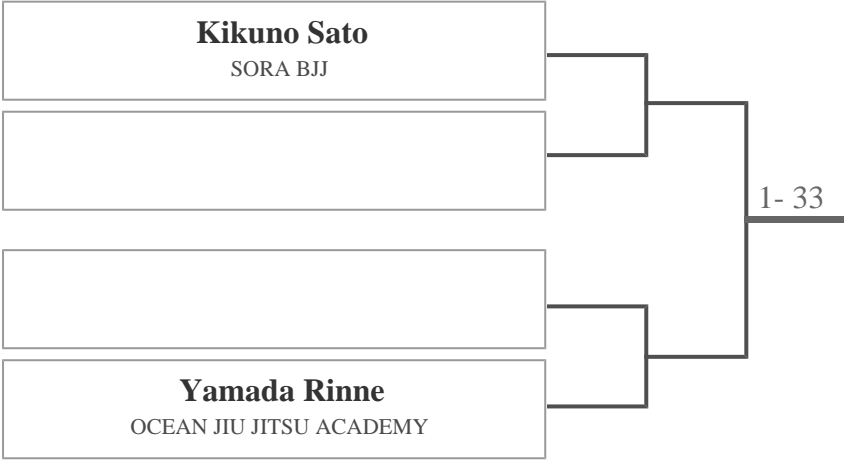 Kikuno Sato
SORA BJJ
1- 33
Yamada Rinne
OCEAN JIU JITSU ACADEMY